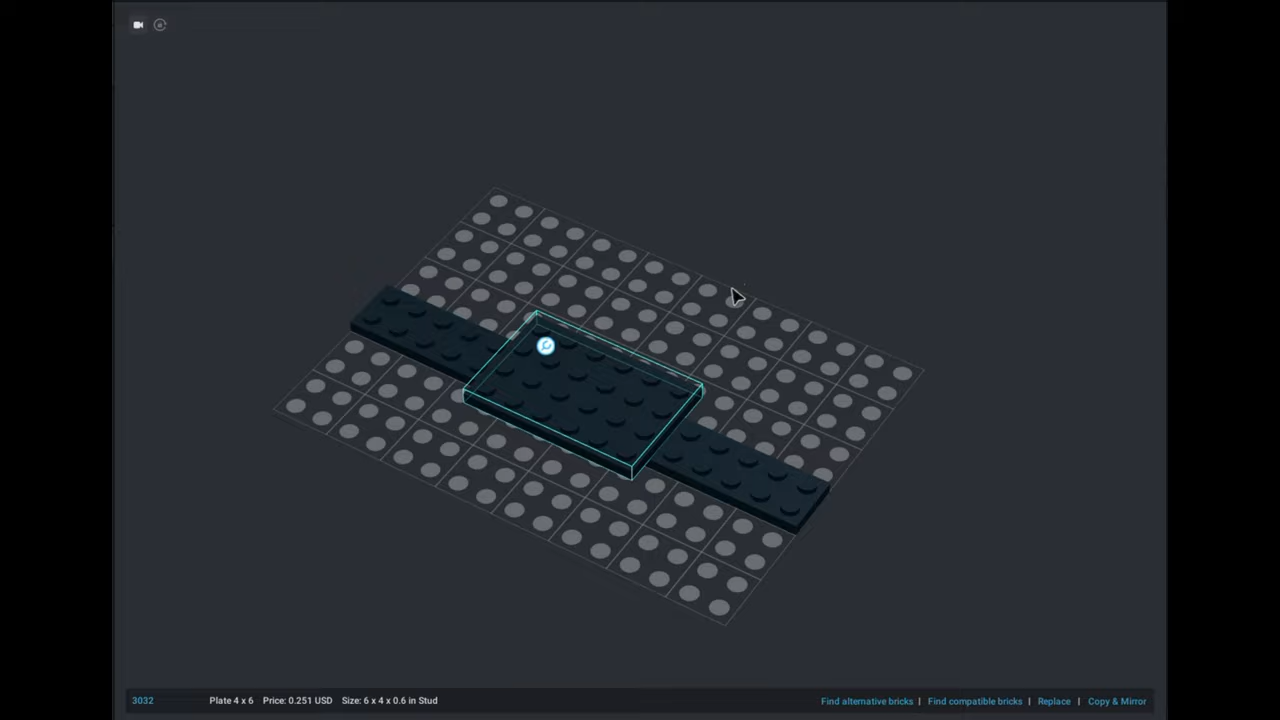 3032 Plate 4 x 6 Price: 0.251 USD Size: 6 x 4 x 0.6 in Stud Find alternative bricks | Find compatible bricks | Replace | Copy & Mirror